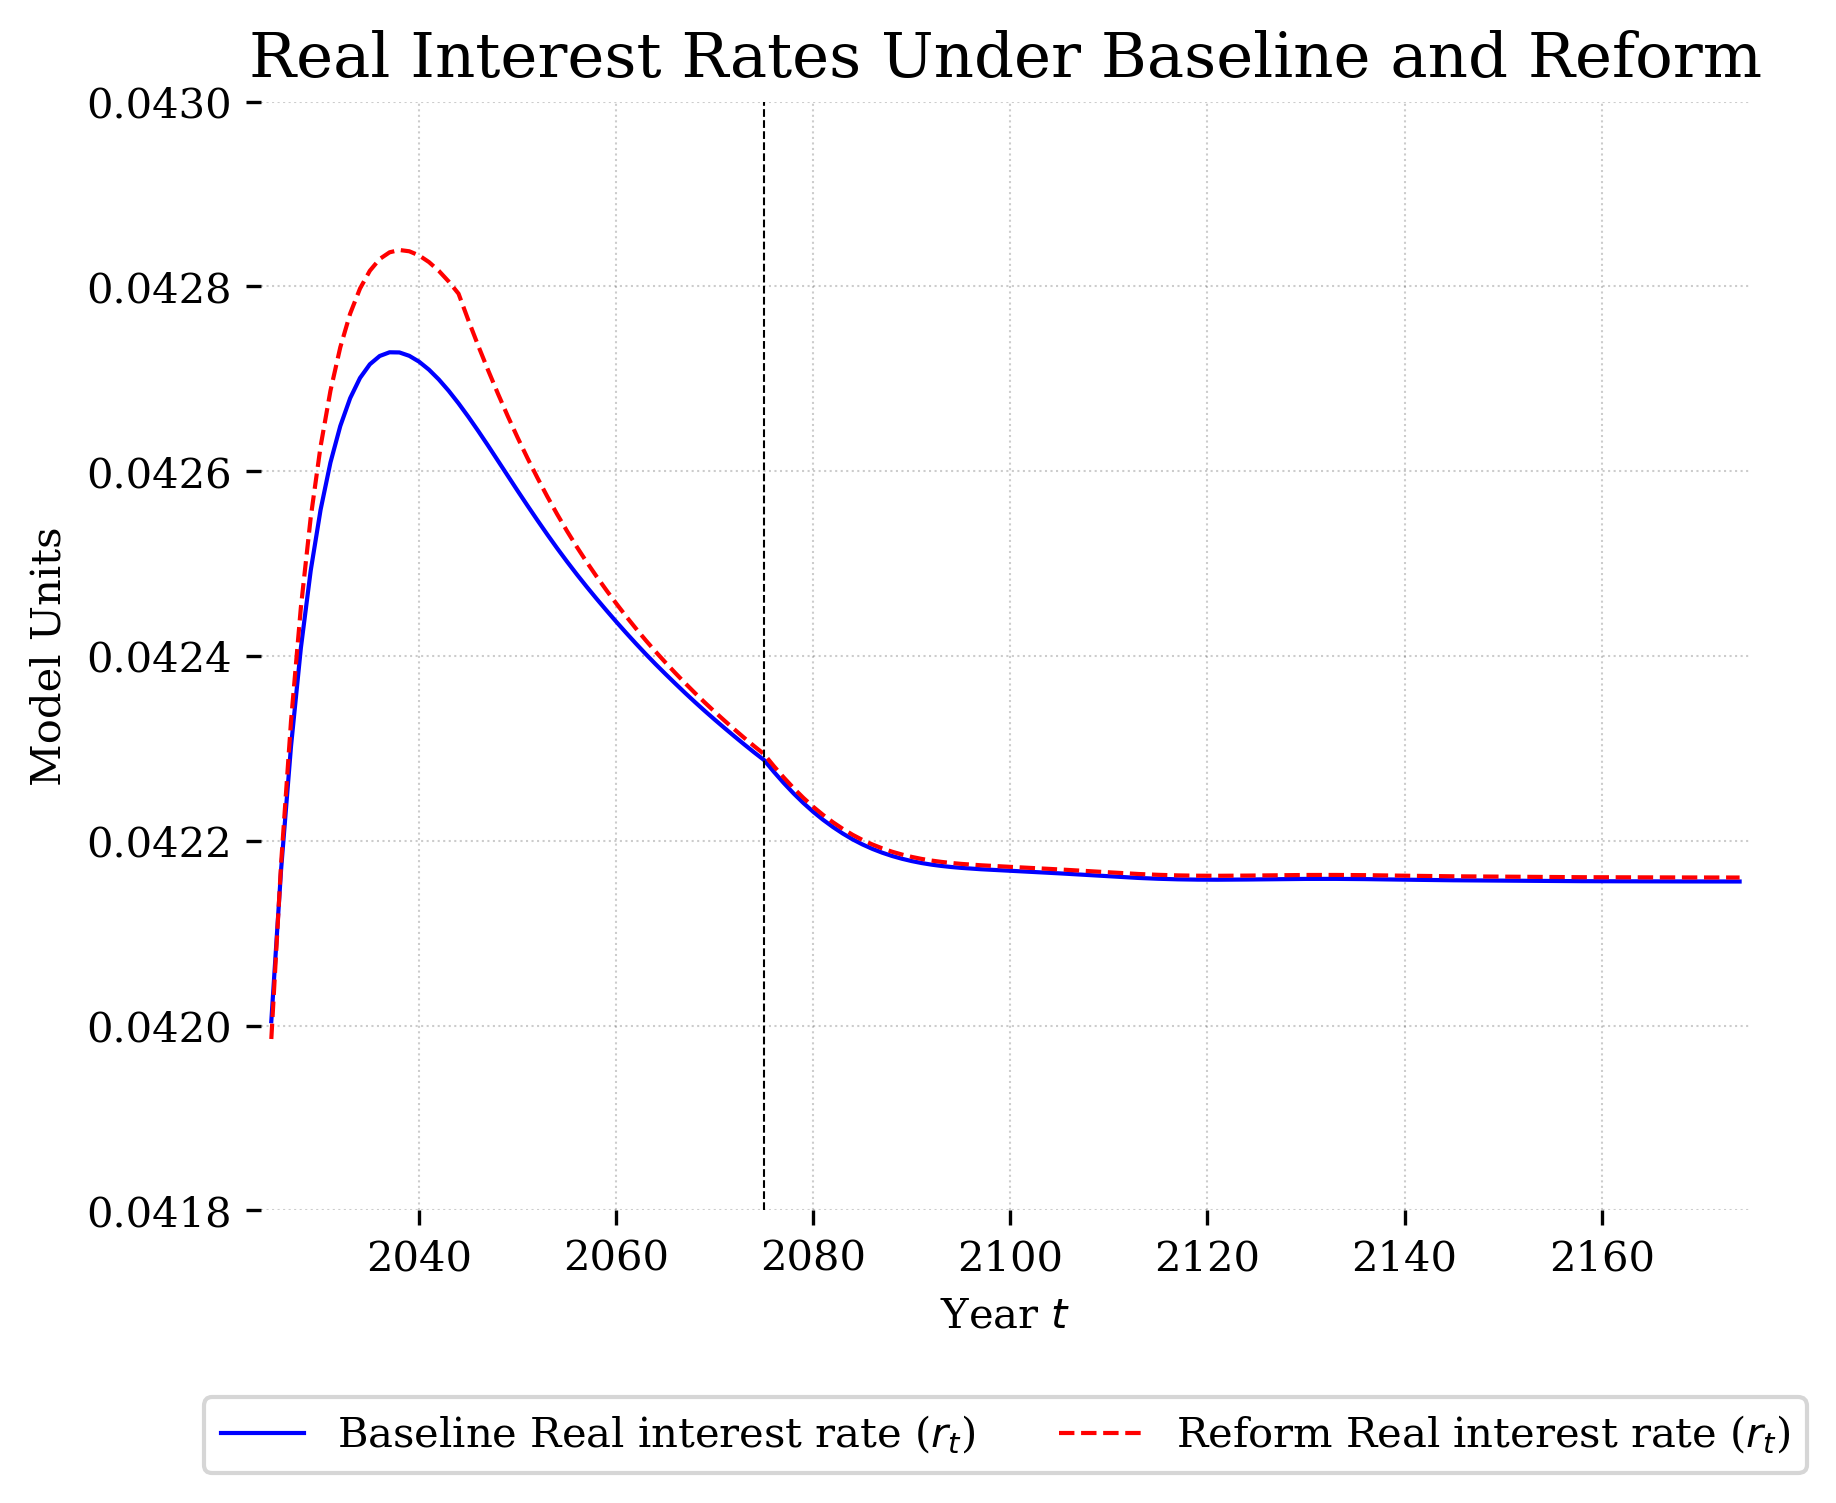 Real Interest Rates Under Baseline and Reform
0.0430
0.0428
0.0426
0.0424
0.0422
0.0420
0.0418
Model Units
2040 2060 2080 2100 2120 2140 2160
Year t
Baseline Real interest rate (rₜ) Reform Real interest rate (rₜ)